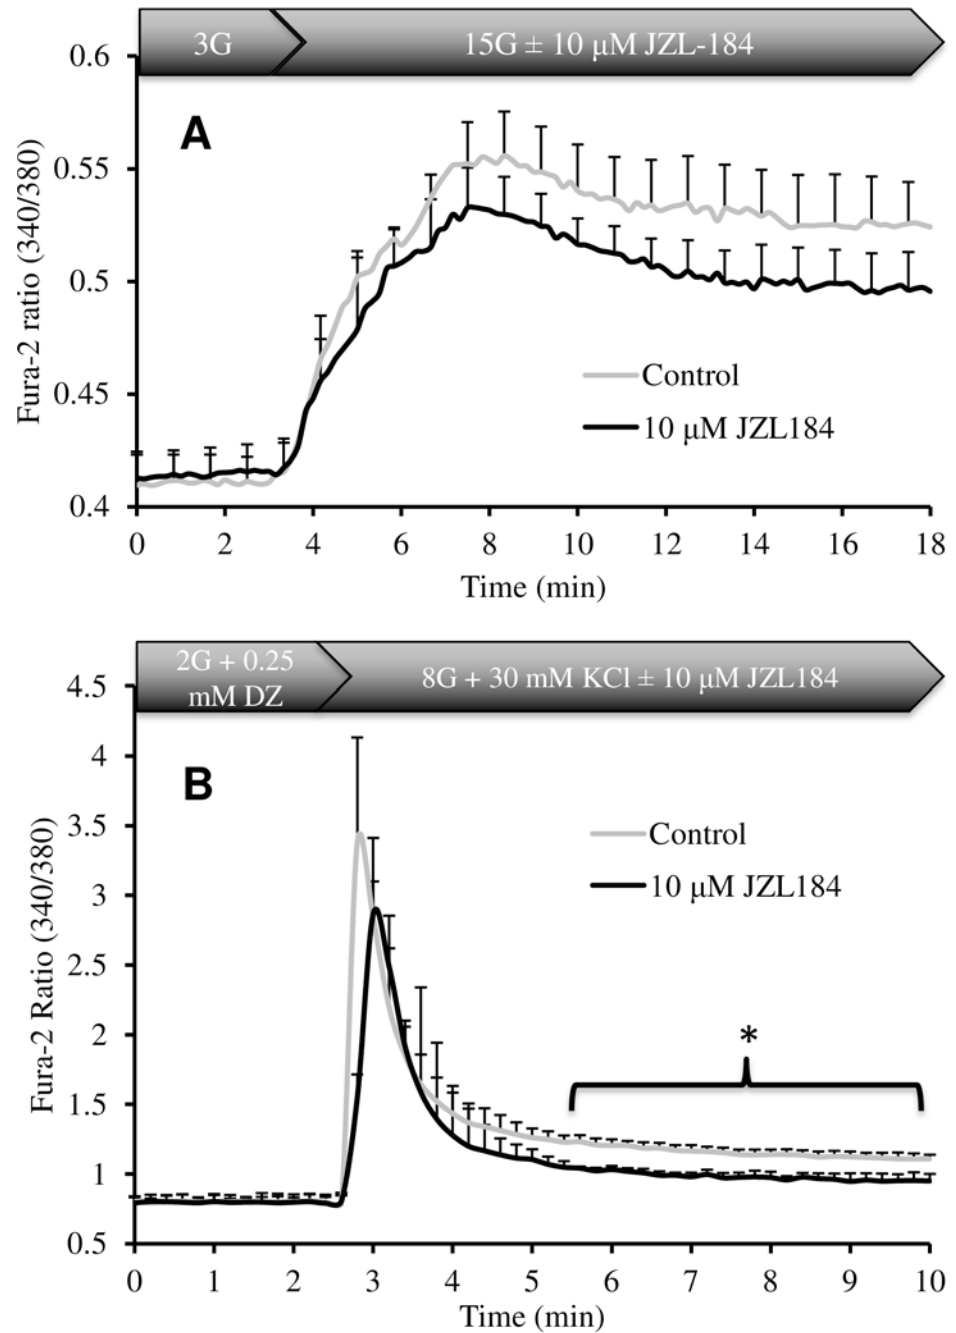 3G
15G ± 10 μM JZL-184
A
Fura-2 ratio (340/380)
0.6
0.55
0.5
0.45
0.4
Control
10 μM JZL184
0 2 4 6 8 10 12 14 16 18
Time (min)
2G + 0.25
mM DZ
8G + 30 mM KCl ± 10 μM JZL184
B
Fura-2 Ratio (340/380)
4.5
4
3.5
3
2.5
2
1.5
1
0.5
Control
10 μM JZL184
*
0 1 2 3 4 5 6 7 8 9 10
Time (min)